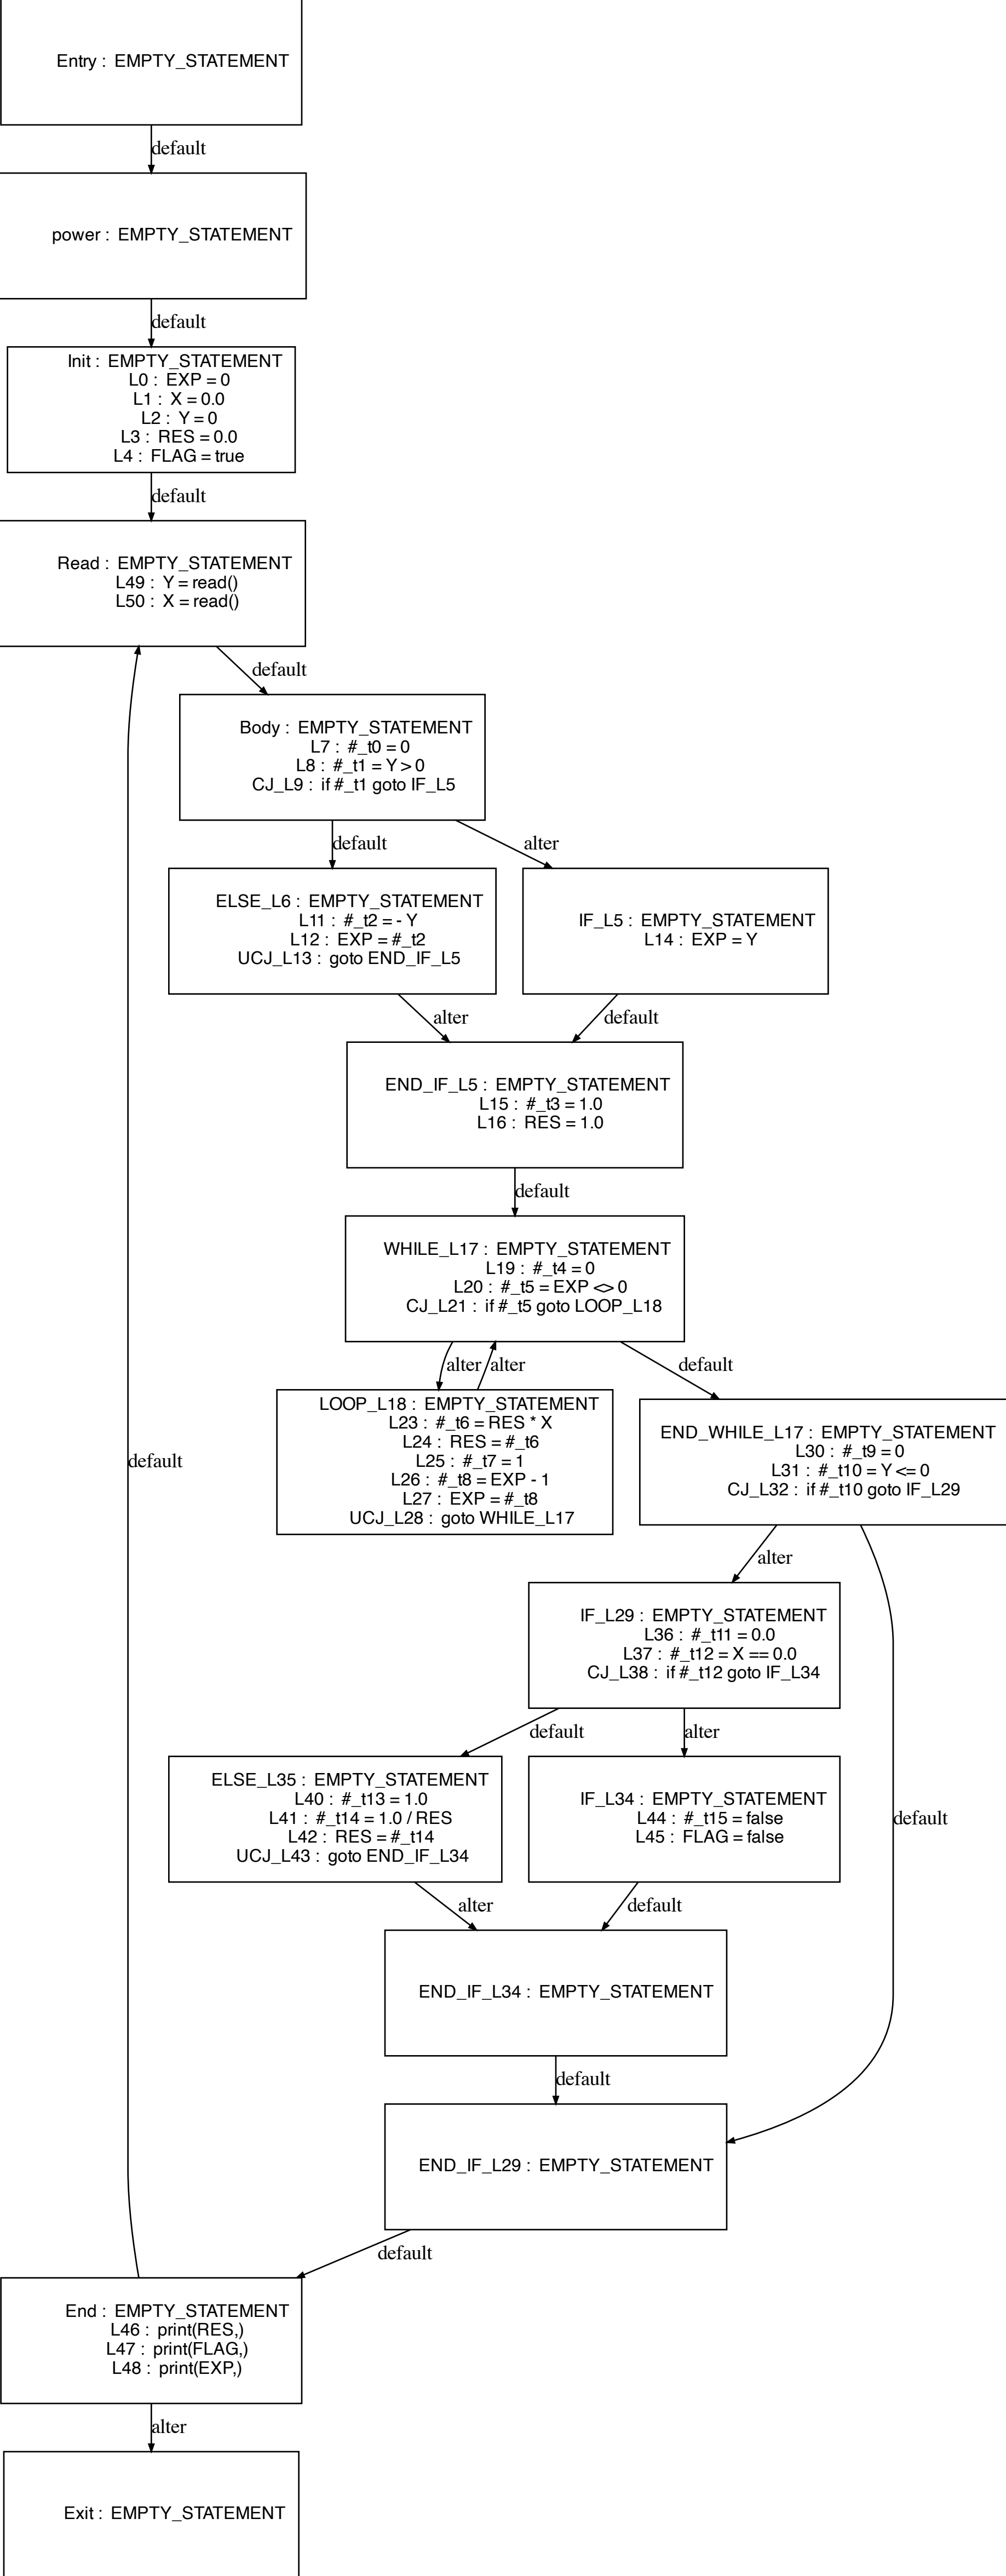 Entry : EMPTY_STATEMENT
default
power : EMPTY_STATEMENT
default
Init : EMPTY_STATEMENT
L0 : EXP = 0
L1 : X = 0.0
L2 : Y = 0
L3 : RES = 0.0
L4 : FLAG = true
default
Read : EMPTY_STATEMENT
L49 : Y = read()
L50 : X = read()
default
Body : EMPTY_STATEMENT
L7 : #_t0 = 0
L8 : #_t1 = Y > 0
CJ_L9 : if #_t1 goto IF_L5
default
alter
ELSE_L6 : EMPTY_STATEMENT
L11 : #_t2 = - Y
L12 : EXP = #_t2
UCJ_L13 : goto END_IF_L5
IF_L5 : EMPTY_STATEMENT
L14 : EXP = Y
alter
default
END_IF_L5 : EMPTY_STATEMENT
L15 : #_t3 = 1.0
L16 : RES = 1.0
default
WHILE_L17 : EMPTY_STATEMENT
L19 : #_t4 = 0
L20 : #_t5 = EXP <> 0
CJ_L21 : if #_t5 goto LOOP_L18
alter
alter
default
LOOP_L18 : EMPTY_STATEMENT
L23 : #_t6 = RES * X
L24 : RES = #_t6
L25 : #_t7 = 1
L26 : #_t8 = EXP - 1
L27 : EXP = #_t8
UCJ_L28 : goto WHILE_L17
END_WHILE_L17 : EMPTY_STATEMENT
L30 : #_t9 = 0
L31 : #_t10 = Y <= 0
CJ_L32 : if #_t10 goto IF_L29
default
alter
IF_L29 : EMPTY_STATEMENT
L36 : #_t11 = 0.0
L37 : #_t12 = X == 0.0
CJ_L38 : if #_t12 goto IF_L34
default
alter
ELSE_L35 : EMPTY_STATEMENT
L40 : #_t13 = 1.0
L41 : #_t14 = 1.0 / RES
L42 : RES = #_t14
UCJ_L43 : goto END_IF_L34
IF_L34 : EMPTY_STATEMENT
L44 : #_t15 = false
L45 : FLAG = false
default
alter
default
END_IF_L34 : EMPTY_STATEMENT
default
END_IF_L29 : EMPTY_STATEMENT
default
End : EMPTY_STATEMENT
L46 : print(RES,)
L47 : print(FLAG,)
L48 : print(EXP,)
alter
Exit : EMPTY_STATEMENT